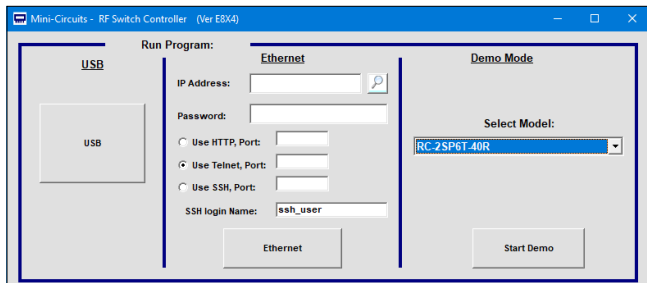 Mini-Circuits - RF Switch Controller (Ver E8X4)
Run Program:
USB
USB
Ethernet
IP Address:
Password:
Use HTTP, Port:
Use Telnet, Port:
Use SSH, Port:
SSH login Name: ssh_user
Ethernet
Demo Mode
Select Model:
RC-2SP6T-40R
Start Demo